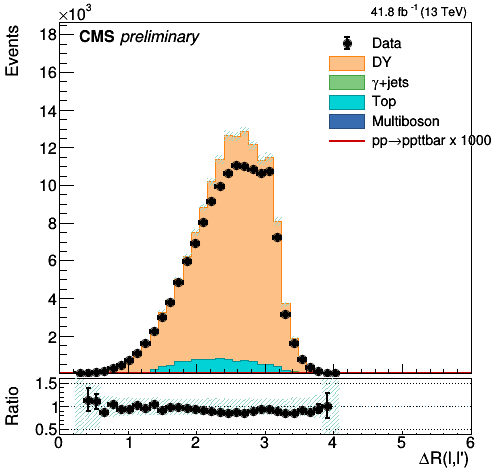 ×10³
41.8 fb⁻¹ (13 TeV)
CMS preliminary
Events
18
16
14
12
10
8
6
4
2
Data
DY
γ+jets
Top
Multiboson
pp→ppttbar x 1000
Ratio
1.5
1
0.5
0 1 2 3 4 5 6
ΔR(l,l')